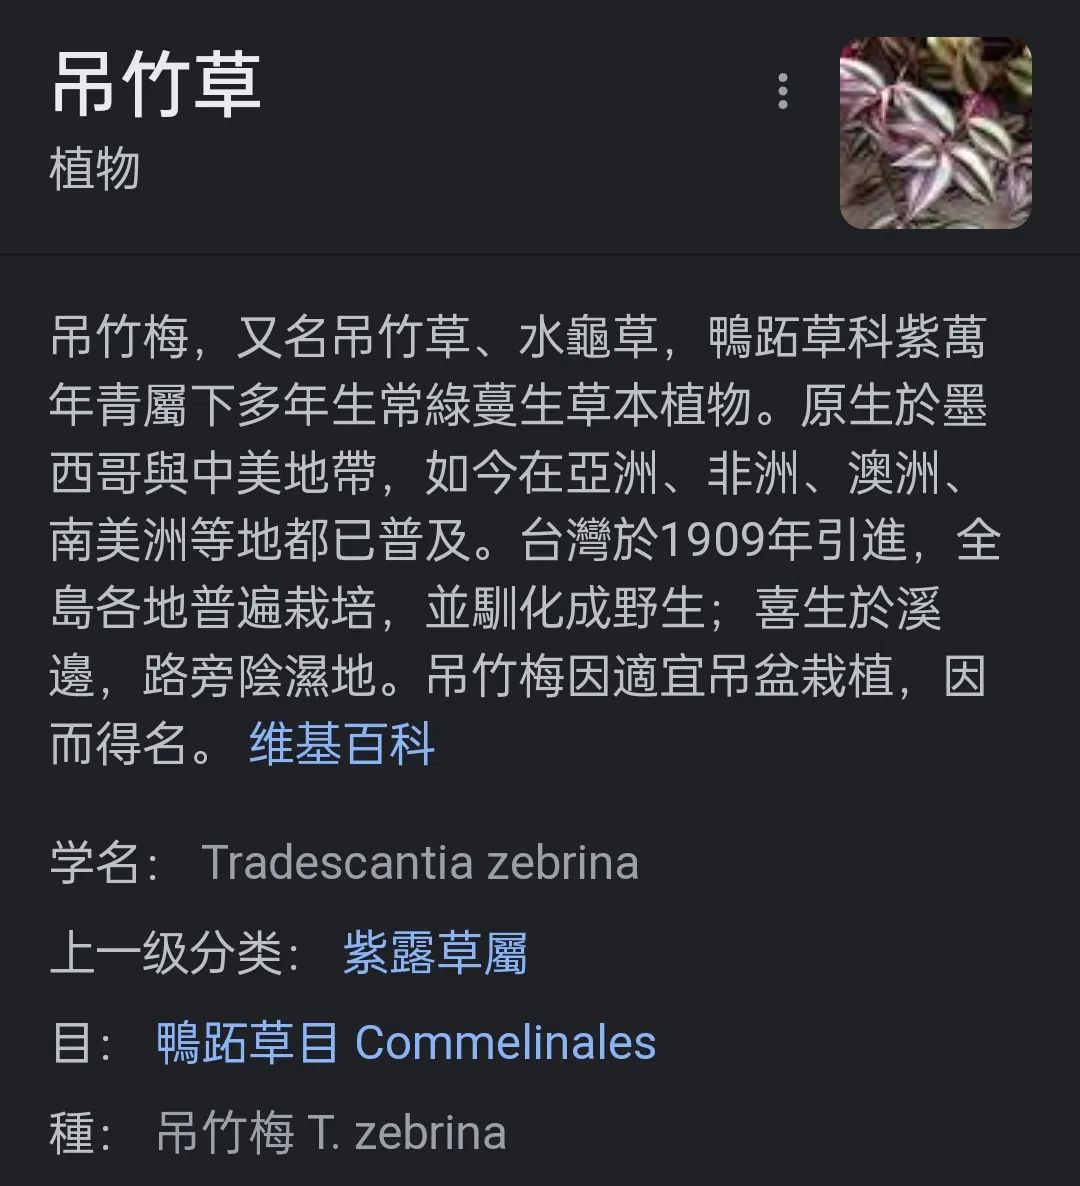 吊竹草
植物
吊竹梅，又名吊竹草、水龜草，鴨跖草科紫萬
年青屬下多年生常綠蔓生草本植物。原生於墨
西哥與中美地帶，如今在亞洲、非洲、澳洲、
南美洲等地都已普及。台灣於1909年引進，全
島各地普遍栽培，並馴化成野生；喜生於溪
邊，路旁陰濕地。吊竹梅因適宜吊盆栽植，因
而得名。 维基百科
学名： Tradescantia zebrina
上一级分类： 紫露草屬
目： 鴨跖草目 Commelinales
種： 吊竹梅 T. zebrina